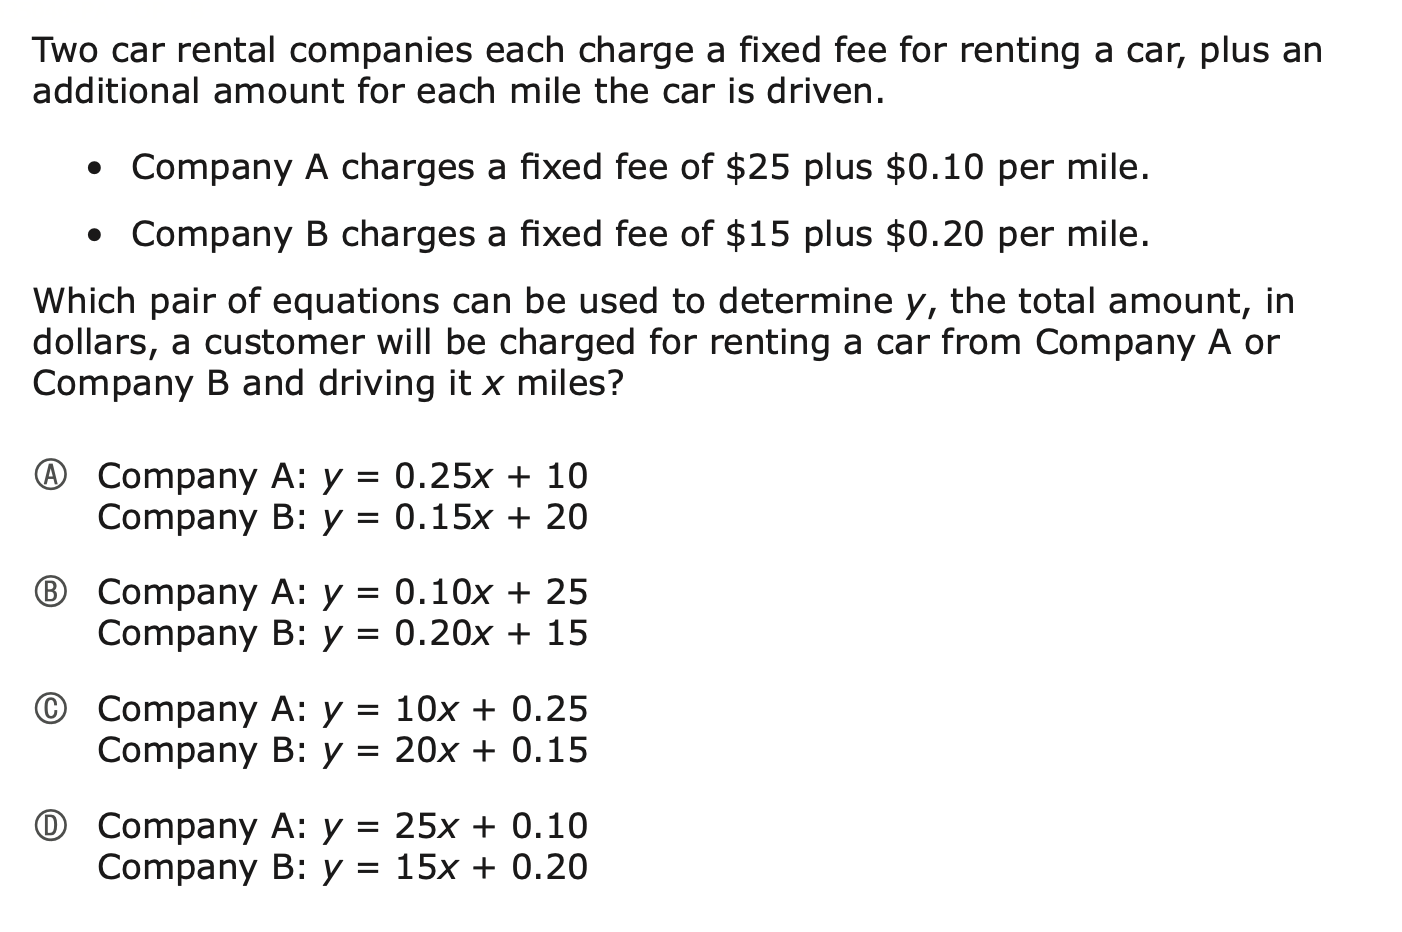 Two car rental companies each charge a fixed fee for renting a car, plus an
additional amount for each mile the car is driven.
• Company A charges a fixed fee of $25 plus $0.10 per mile.
• Company B charges a fixed fee of $15 plus $0.20 per mile.
Which pair of equations can be used to determine y, the total amount, in
dollars, a customer will be charged for renting a car from Company A or
Company B and driving it x miles?
Ⓐ Company A: y = 0.25x + 10
Company B: y = 0.15x + 20
Ⓑ Company A: y = 0.10x + 25
Company B: y = 0.20x + 15
Ⓒ Company A: y = 10x + 0.25
Company B: y = 20x + 0.15
Ⓓ Company A: y = 25x + 0.10
Company B: y = 15x + 0.20